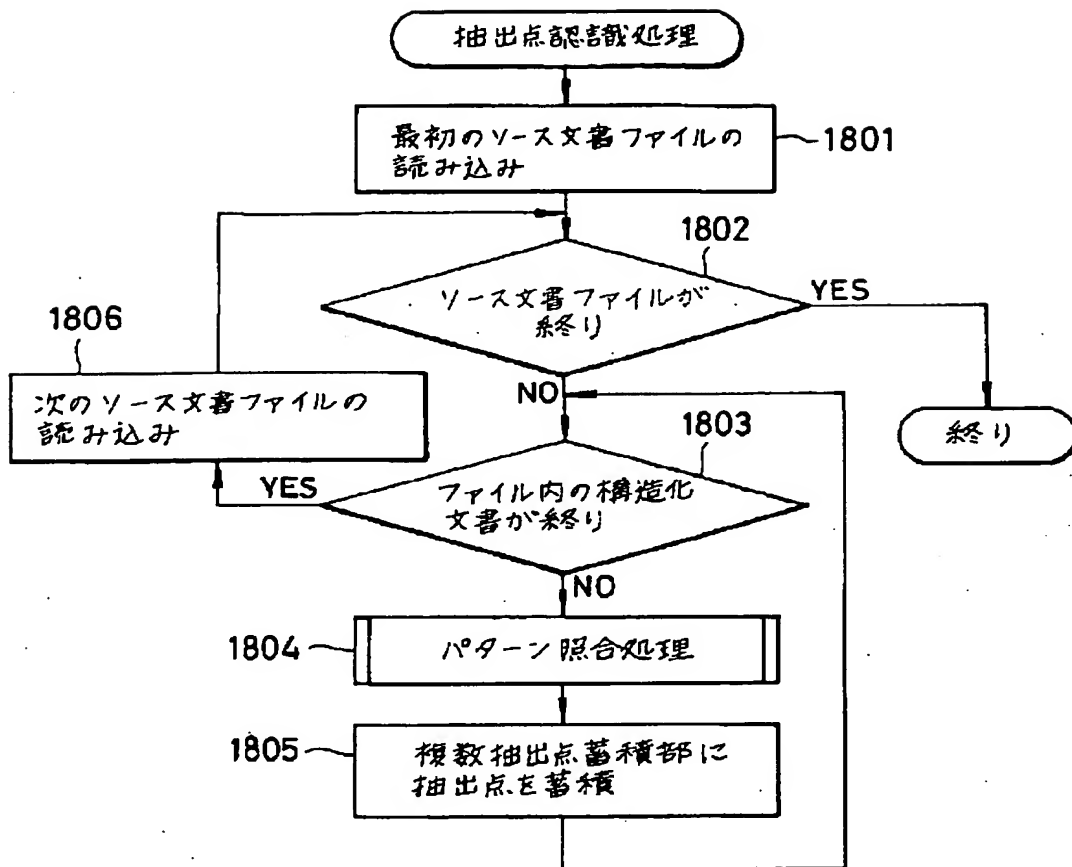 抽出点認識処理
最初のソース文書ファイルの
読み込み
1801
1802
ソース文書ファイルが
終り
YES
NO
1806
次のソース文書ファイルの
読み込み
終り
1803
ファイル内の構造化
文書が終り
YES
NO
1804
パターン照合処理
1805
複数抽出点蓄積部に
抽出点を蓄積